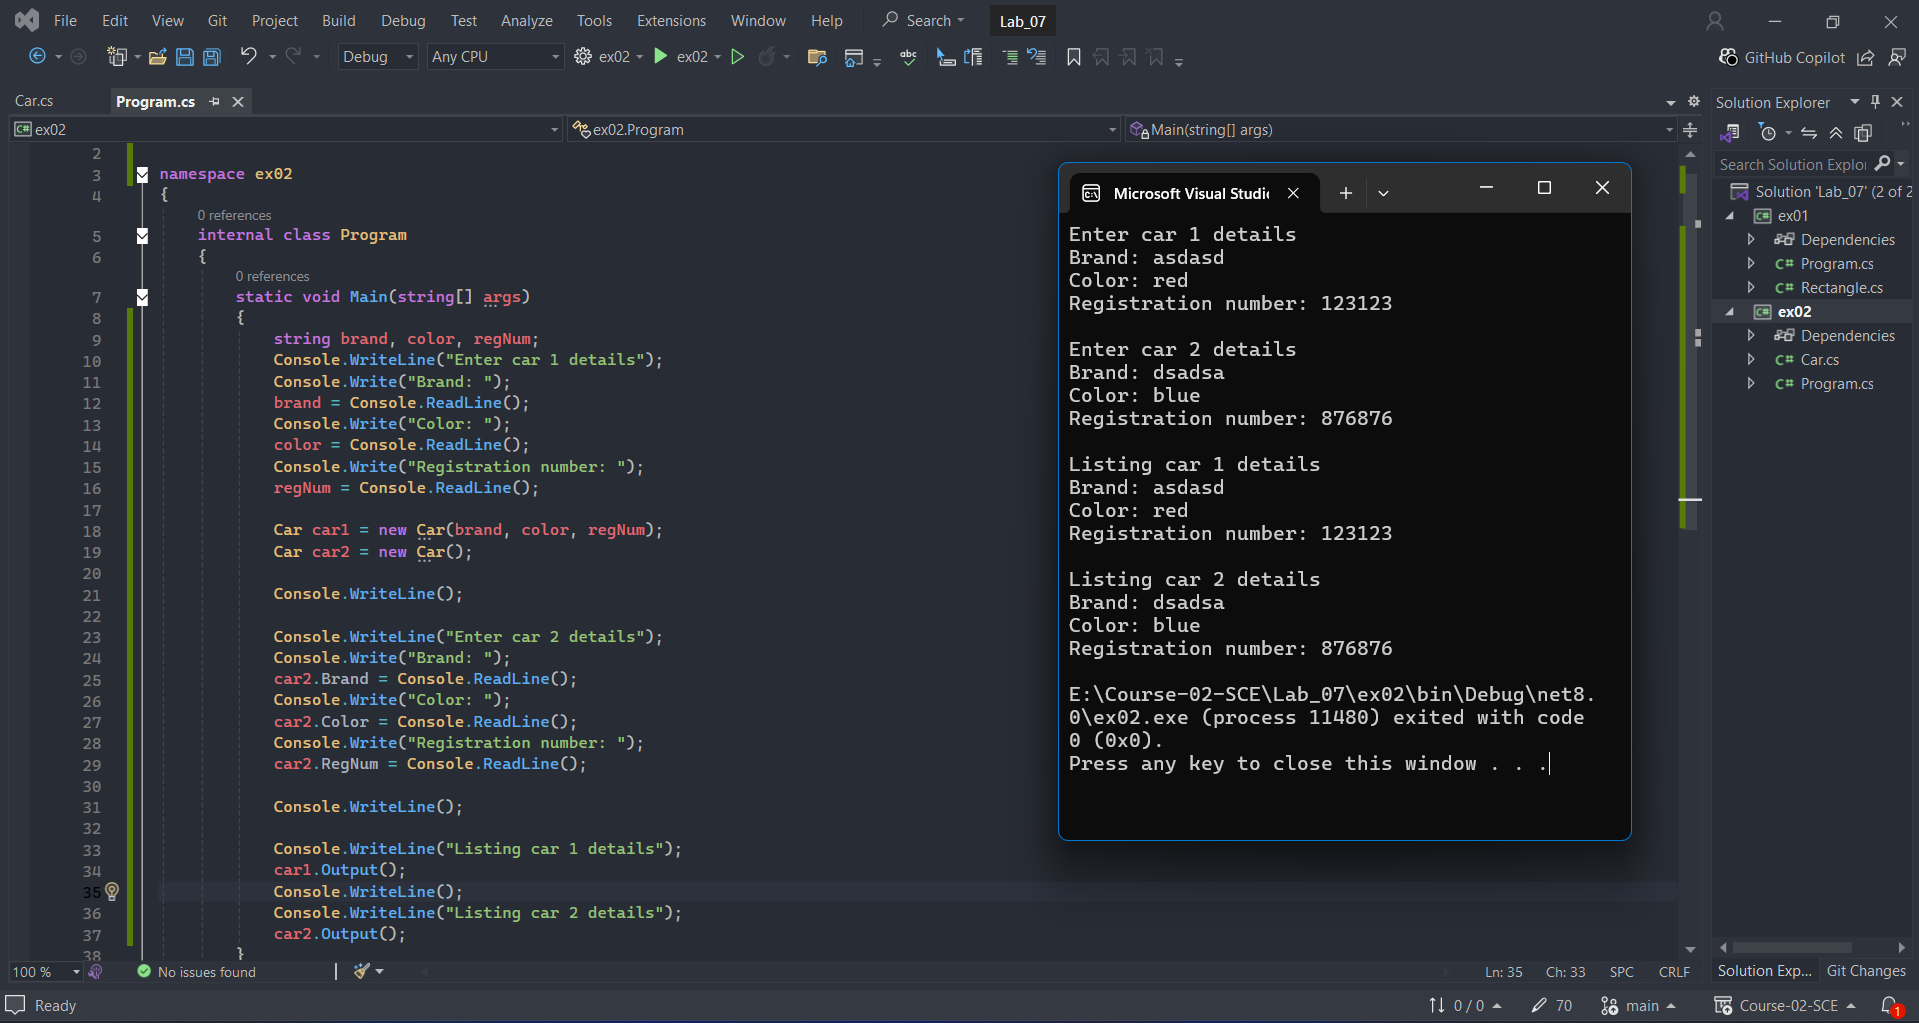 File Edit View Git Project Build Debug Test Analyze Tools Extensions Window Help Search Lab_07
Debug Any CPU ex02 ex02 GitHub Copilot
Car.cs Program.cs
ex02 ex02.Program Main(string[] args)
2
3 namespace ex02
4 {
0 references
5 internal class Program
6 {
0 references
7 static void Main(string[] args)
8 {
9 string brand, color, regNum;
10 Console.WriteLine("Enter car 1 details");
11 Console.Write("Brand: ");
12 brand = Console.ReadLine();
13 Console.Write("Color: ");
14 color = Console.ReadLine();
15 Console.Write("Registration number: ");
16 regNum = Console.ReadLine();
17
18 Car car1 = new Car(brand, color, regNum);
19 Car car2 = new Car();
20
21 Console.WriteLine();
22
23 Console.WriteLine("Enter car 2 details");
24 Console.Write("Brand: ");
25 car2.Brand = Console.ReadLine();
26 Console.Write("Color: ");
27 car2.Color = Console.ReadLine();
28 Console.Write("Registration number: ");
29 car2.RegNum = Console.ReadLine();
30
31 Console.WriteLine();
32
33 Console.WriteLine("Listing car 1 details");
34 car1.Output();
35 Console.WriteLine();
36 Console.WriteLine("Listing car 2 details");
37 car2.Output();
38 }
Microsoft Visual Studi
Enter car 1 details
Brand: asdasd
Color: red
Registration number: 123123
Enter car 2 details
Brand: dsadsa
Color: blue
Registration number: 876876
Listing car 1 details
Brand: asdasd
Color: red
Registration number: 123123
Listing car 2 details
Brand: dsadsa
Color: blue
Registration number: 876876
E:\Course-02-SCE\Lab_07\ex02\bin\Debug\net8.
0\ex02.exe (process 11480) exited with code
0 (0x0).
Press any key to close this window . . .
Solution Explorer
Search Solution Explo
Solution 'Lab_07' (2 of 2
ex01
Dependencies
C# Program.cs
C# Rectangle.cs
ex02
Dependencies
C# Car.cs
C# Program.cs
100 % No issues found Ln: 35 Ch: 33 SPC CRLF Solution Exp... Git Changes
Ready 0 / 0 70 main Course-02-SCE 1